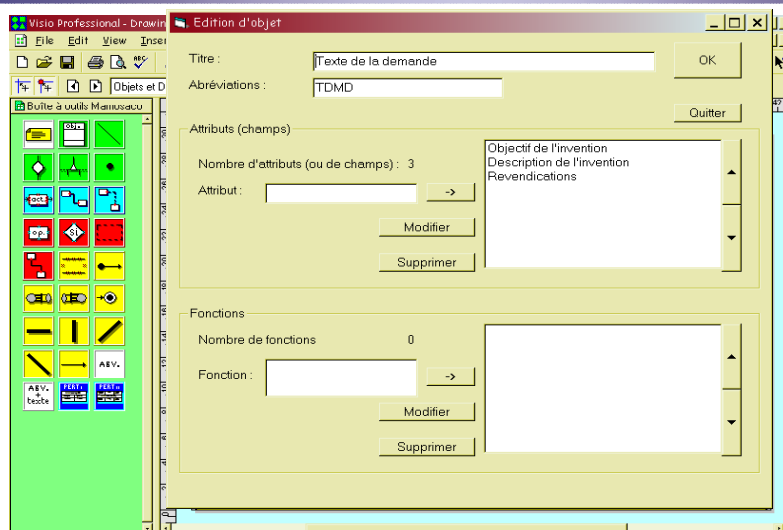 Visio Professional - Drawin
Edition d'objet
File Edit View Inser
Objets et D
Boîte à outils Mamosaco
Titre : Texte de la demande
OK
Abréviations : TDMD
Quitter
Attributs (champs)
Nombre d'attributs (ou de champs) : 3
Attribut :
->
Modifier
Supprimer
Objectif de l'invention
Description de l'invention
Revendications
Fonctions
Nombre de fonctions 0
Fonction :
->
Modifier
Supprimer
obj.
act.
op.
SI
ABV.
ABV.
+
texte
PERT
PERT